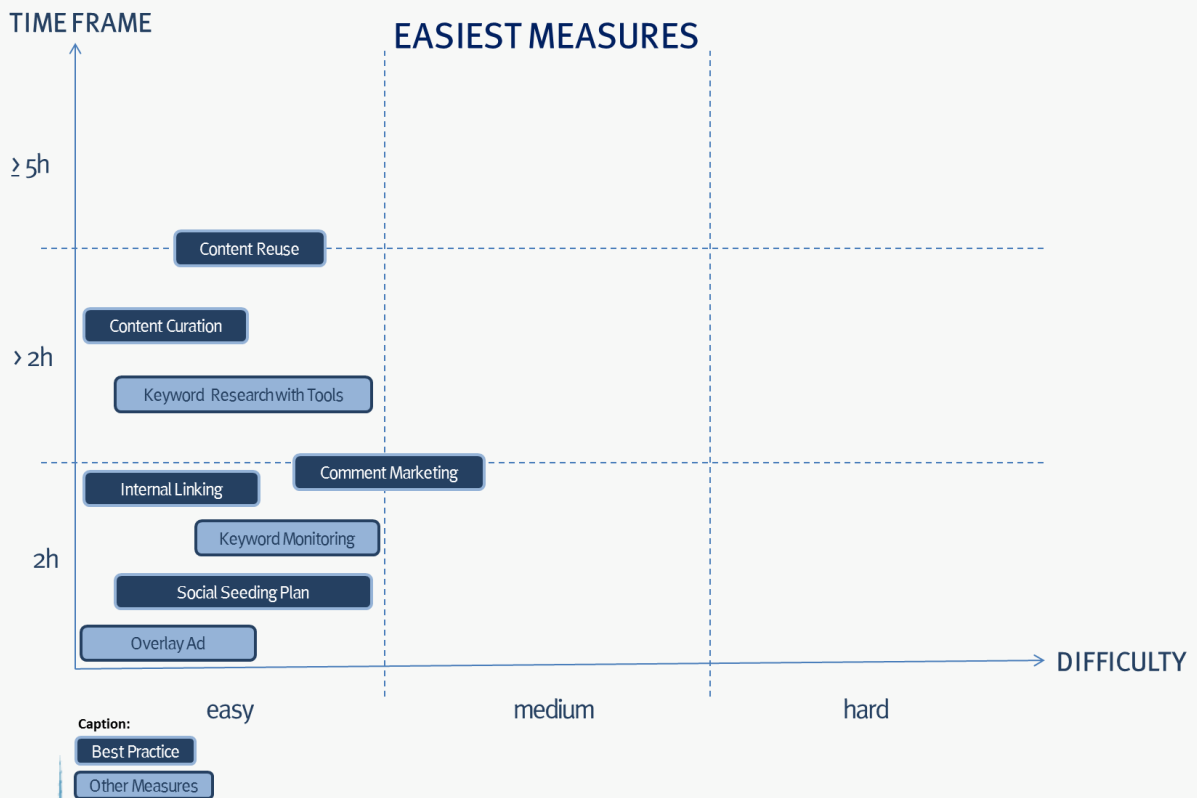 TIME FRAME
EASIEST MEASURES
≥ 5h
Content Reuse
Content Curation
> 2h
Keyword Research with Tools
Comment Marketing
Internal Linking
Keyword Monitoring
2h
Social Seeding Plan
Overlay Ad
DIFFICULTY
easy medium hard
Caption:
Best Practice
Other Measures